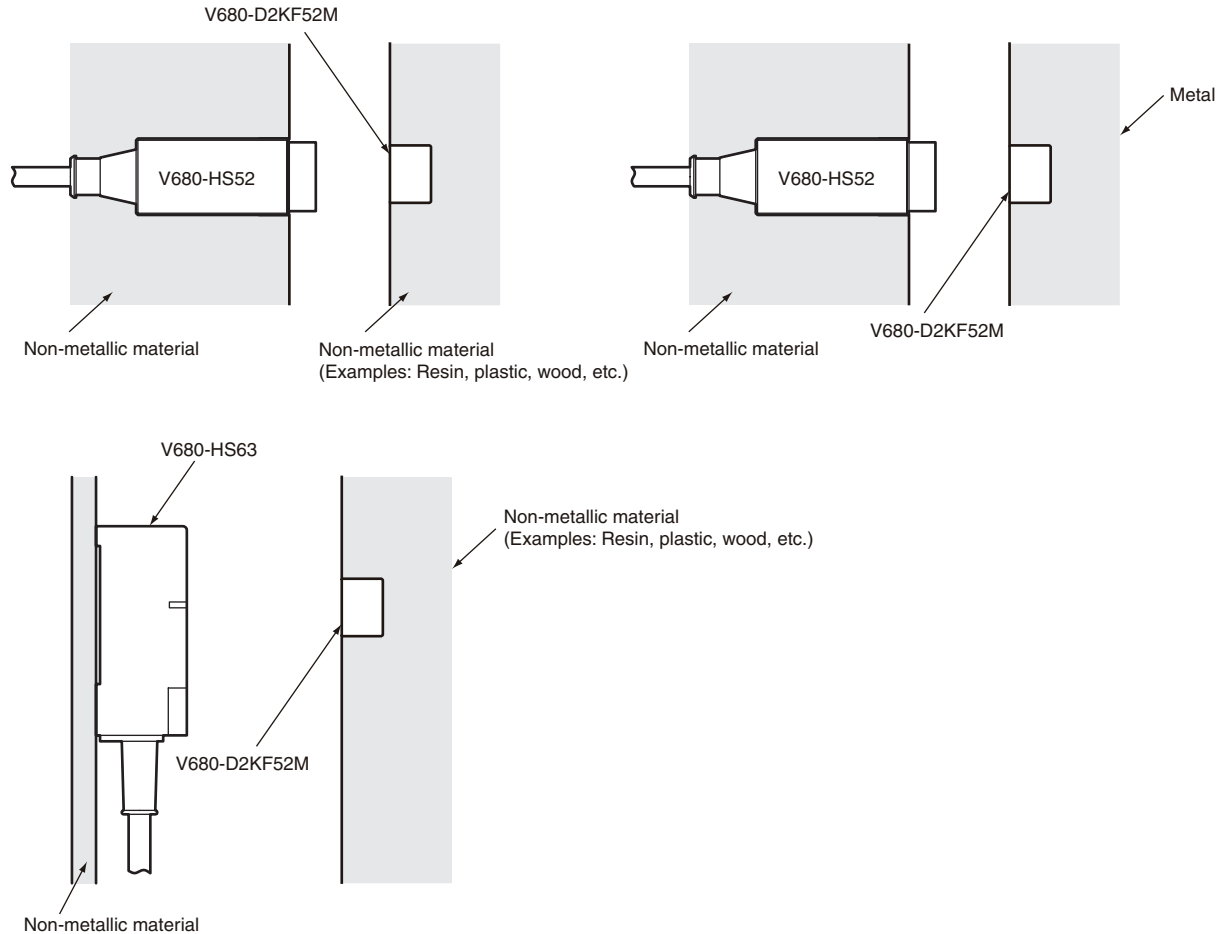 V680-D2KF52M
Metal
V680-HS52
V680-HS52
V680-D2KF52M
Non-metallic material
Non-metallic material
(Examples: Resin, plastic, wood, etc.)
Non-metallic material
V680-HS63
Non-metallic material
(Examples: Resin, plastic, wood, etc.)
V680-D2KF52M
Non-metallic material